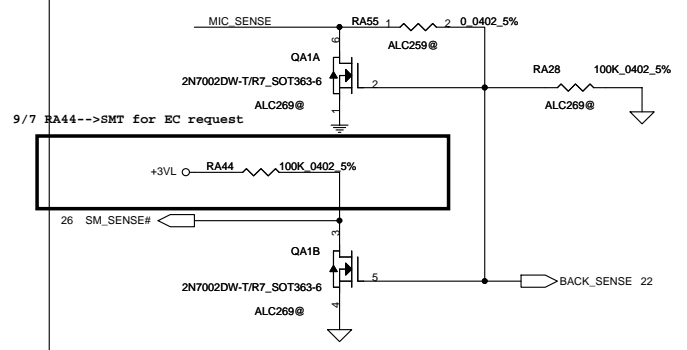 MIC_SENSE
RA55 1 2 0_0402_5%
ALC259@
6
QA1A
2N7002DW-T/R7_SOT363-6
2
ALC269@
1
RA28 100K_0402_5%
ALC269@
9/7 RA44-->SMT for EC request
+3VL RA44 100K_0402_5%
26 SM_SENSE#
3
QA1B
2N7002DW-T/R7_SOT363-6
5
BACK_SENSE 22
4
ALC269@